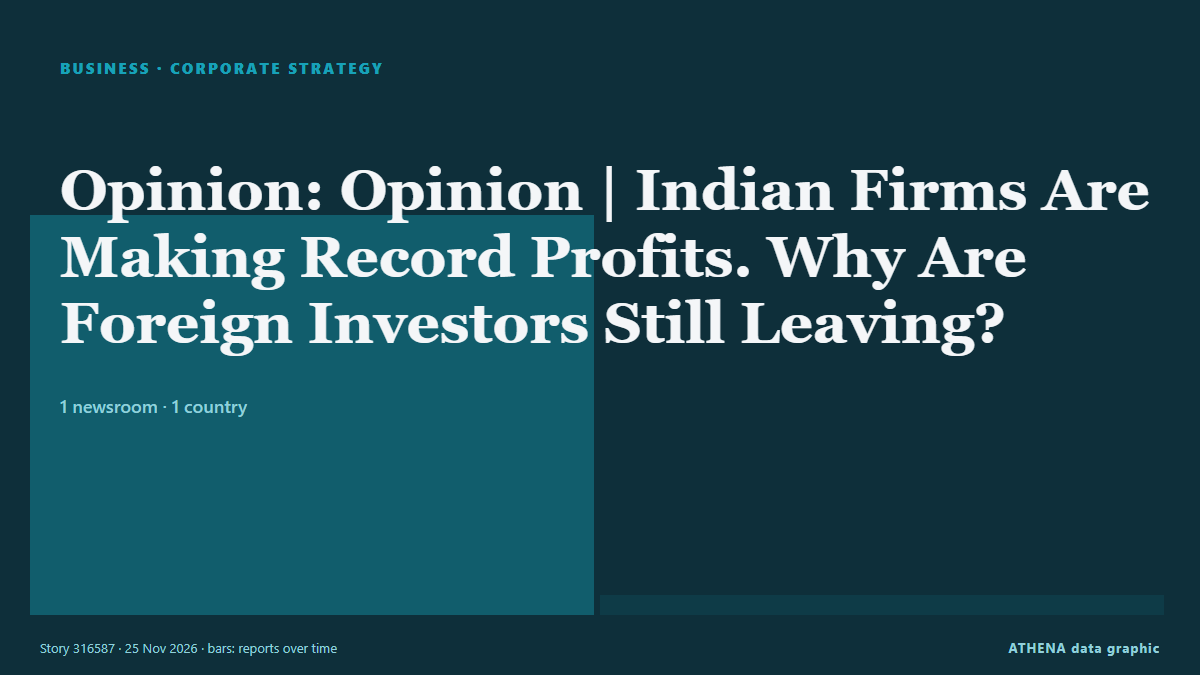 BUSINESS · CORPORATE STRATEGY
Opinion: Opinion | Indian Firms Are
Making Record Profits. Why Are
Foreign Investors Still Leaving?
1 newsroom · 1 country
Story 316587 · 25 Nov 2026 · bars: reports over time
ATHENA data graphic